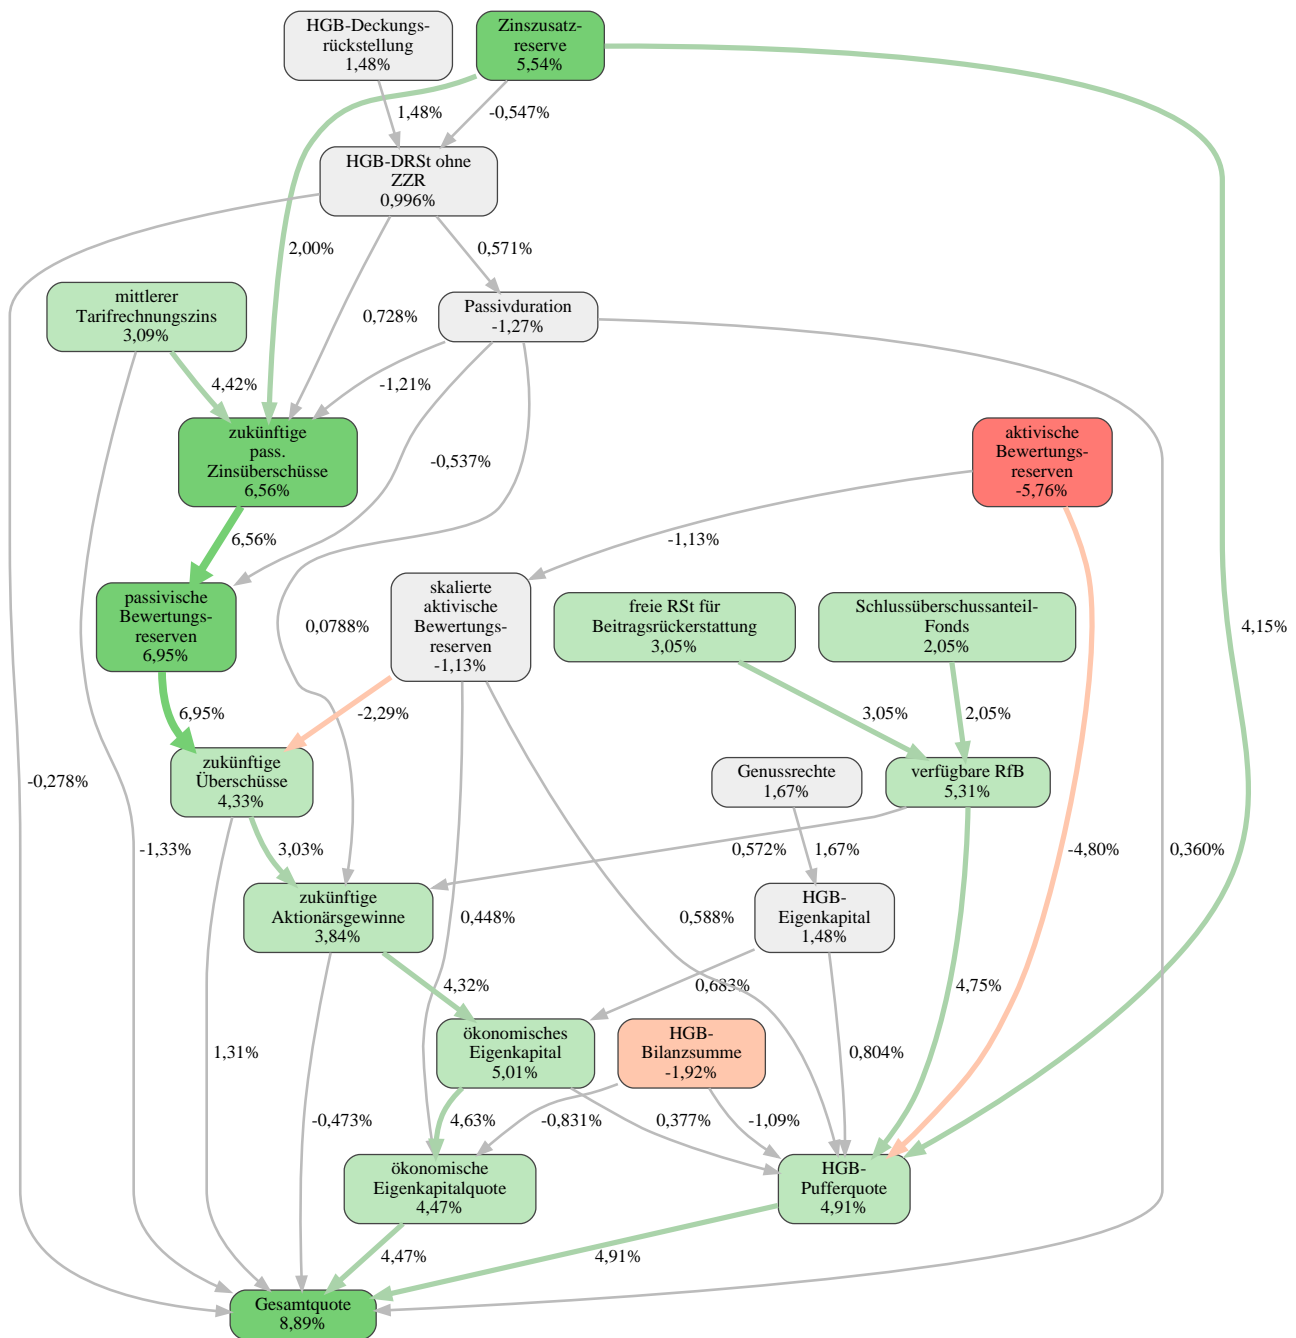 HGB-Deckungs-
rückstellung
1,48%
Zinszusatz-
reserve
5,54%
1,48%
-0,547%
HGB-DRSt ohne
ZZR
0,996%
2,00%
0,571%
mittlerer
Tarifrechnungszins
3,09%
Passivduration
-1,27%
0,728%
4,42%
-1,21%
zukünftige
pass.
Zinsüberschüsse
6,56%
aktivische
Bewertungs-
reserven
-5,76%
-0,537%
6,56%
-1,13%
passivische
Bewertungs-
reserven
6,95%
0,0788%
skalierte
aktivische
Bewertungs-
reserven
-1,13%
freie RSt für
Beitragsrückerstattung
3,05%
Schlussüberschussanteil-
Fonds
2,05%
4,15%
6,95%
-2,29%
3,05%
2,05%
zukünftige
Überschüsse
4,33%
Genussrechte
1,67%
verfügbare RfB
5,31%
-0,278%
-1,33%
3,03%
0,572%
1,67%
-4,80%
0,360%
zukünftige
Aktionärsgewinne
3,84%
0,448%
0,588%
HGB-
Eigenkapital
1,48%
4,32%
0,683%
4,75%
ökonomisches
Eigenkapital
5,01%
HGB-
Bilanzsumme
-1,92%
1,31%
0,804%
-0,473%
4,63%
-0,831%
0,377%
-1,09%
ökonomische
Eigenkapitalquote
4,47%
HGB-
Pufferquote
4,91%
4,47%
4,91%
Gesamtquote
8,89%